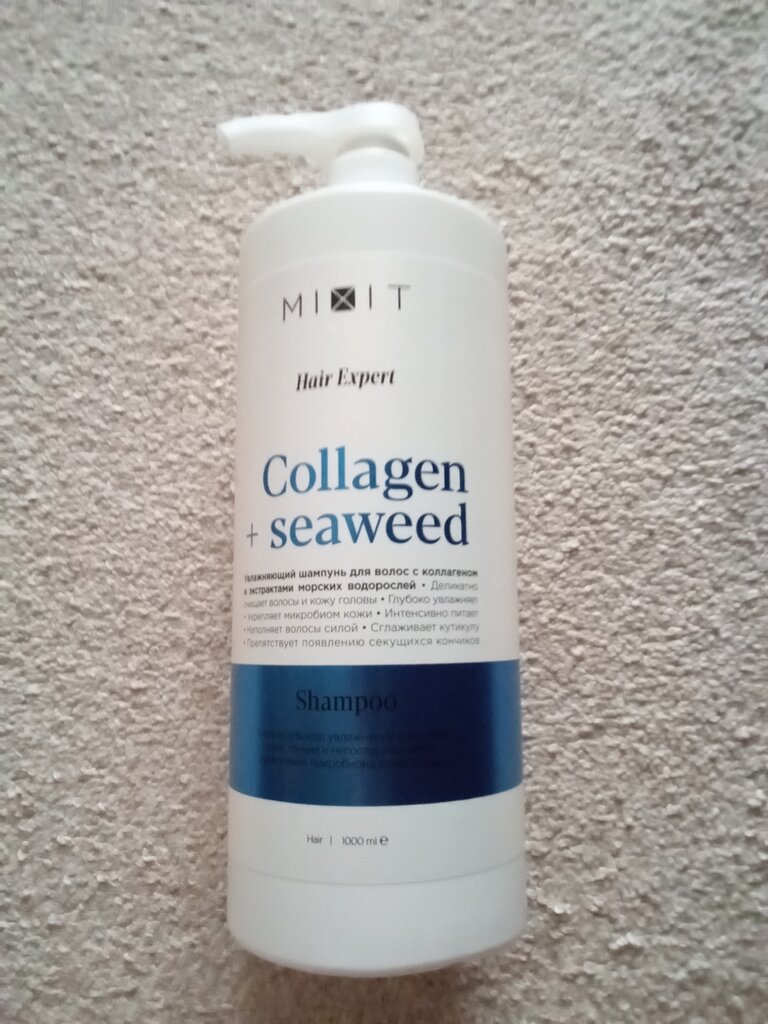 MIXIT
Hair Expert
Collagen
+ seaweed
Увлажняющий шампунь для волос с коллагеном
и экстрактами морских водорослей • Деликатно
очищает волосы и кожу головы • Глубоко увлажняет
• Укрепляет микробиом кожи • Интенсивно питает
• Наполняет волосы силой • Сглаживает кутикулу
• Препятствует появлению секущихся кончиков
Shampoo
микробиома кожи
Hair | 1000 ml ℮